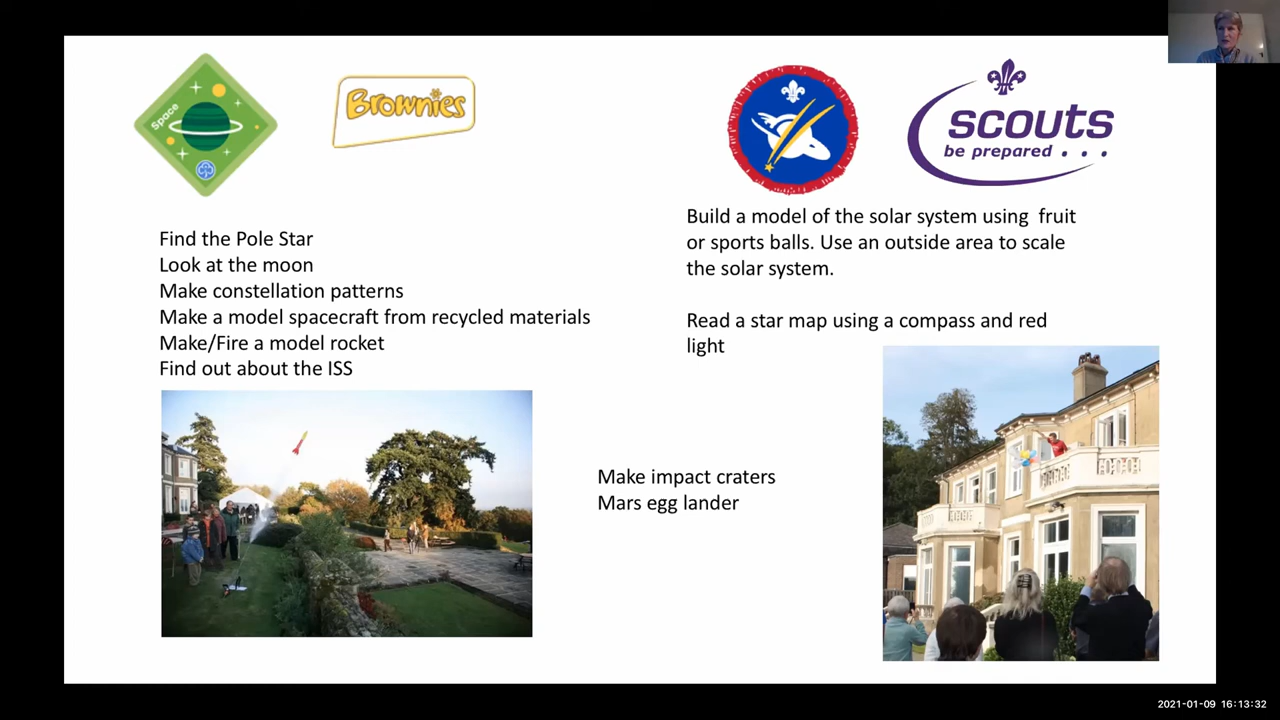 Space
Brownies
scouts
be prepared . . .
Find the Pole Star
Look at the moon
Make constellation patterns
Make a model spacecraft from recycled materials
Make/Fire a model rocket
Find out about the ISS
Build a model of the solar system using fruit
or sports balls. Use an outside area to scale
the solar system.
Read a star map using a compass and red
light
Make impact craters
Mars egg lander
2021-01-09 16:13:32